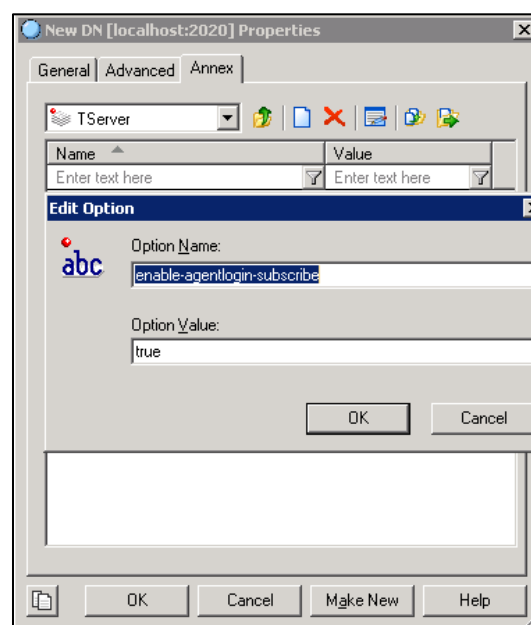 New DN [localhost:2020] Properties
General Advanced Annex
TServer
Name Value
Enter text here Enter text here
Edit Option
abc
Option Name:
enable-agentlogin-subscribe
Option Value:
true
OK Cancel
OK Cancel Make New Help